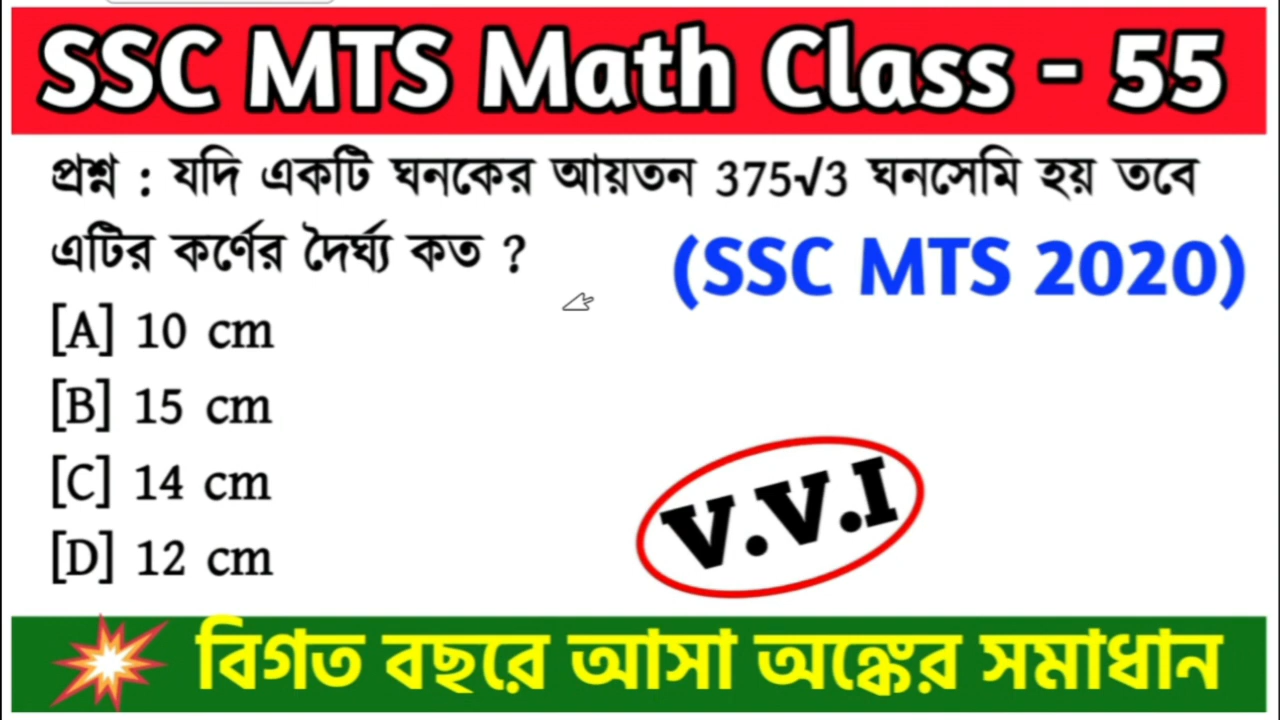 SSC MTS Math Class - 55
প্রশ্ন : যদি একটি ঘনকের আয়তন 375√3 ঘনসেমি হয় তবে
এটির কর্ণের দৈর্ঘ্য কত ?
(SSC MTS 2020)
[A] 10 cm
[B] 15 cm
[C] 14 cm
[D] 12 cm
V.V.I
বিগত বছরে আসা অঙ্কের সমাধান